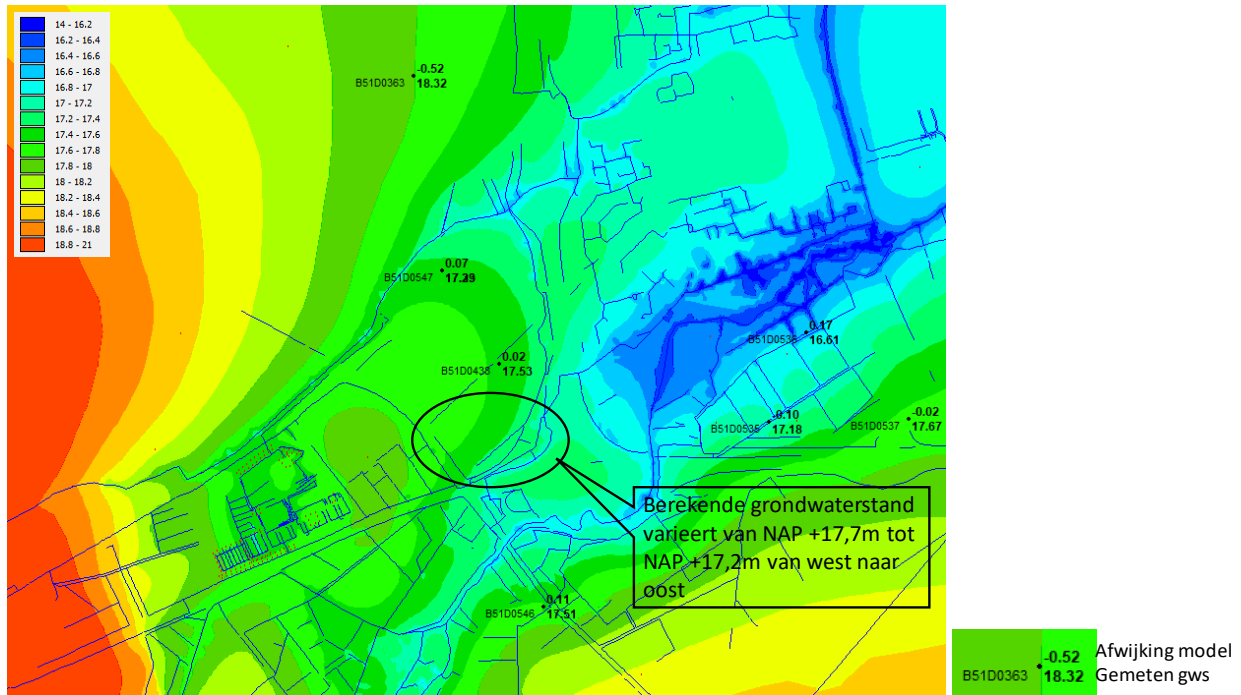 14 - 16.2
16.2 - 16.4
16.4 - 16.6
16.6 - 16.8
16.8 - 17
17 - 17.2
17.2 - 17.4
17.4 - 17.6
17.6 - 17.8
17.8 - 18
18 - 18.2
18.2 - 18.4
18.4 - 18.6
18.6 - 18.8
18.8 - 21
-0.52
B51D0363 18.32
0.07
B51D0547
0.02
B51D0438 17.53
0.17
16.61
-0.10
17.18
-0.02
B51D0537 17.67
Berekende grondwaterstand
varieert van NAP +17,7m tot
NAP +17,2m van west naar
oost
0.11
B51D0546 17.51
-0.52 Afwijking model
B51D0363 18.32 Gemeten gws